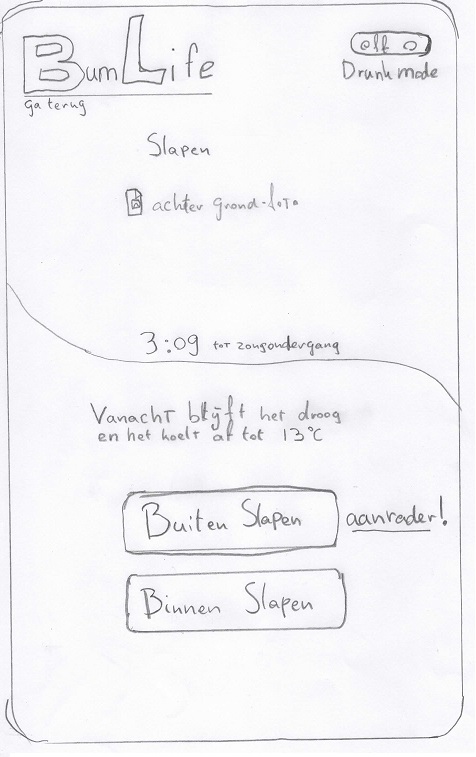 BumLife
off
Drunk mode
ga terug
Slapen
achter grond-foto
3:09 tot zonsondergang
Vanacht blijft het droog
en het koelt af tot 13°C
Buiten Slapen
aanrader!
Binnen Slapen